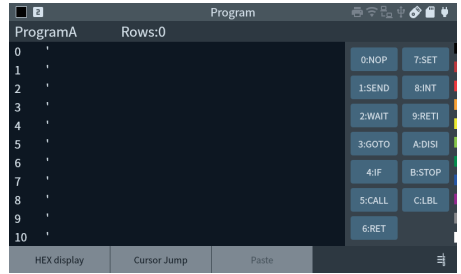 2 Program
ProgramA Rows:0
0 '
1 '
2 '
3 '
4 '
5 '
6 '
7 '
8 '
9 '
10 '
0:NOP 7:SET
1:SEND 8:INT
2:WAIT 9:RETI
3:GOTO A:DISI
4:IF B:STOP
5:CALL C:LBL
6:RET
HEX display Cursor Jump Paste